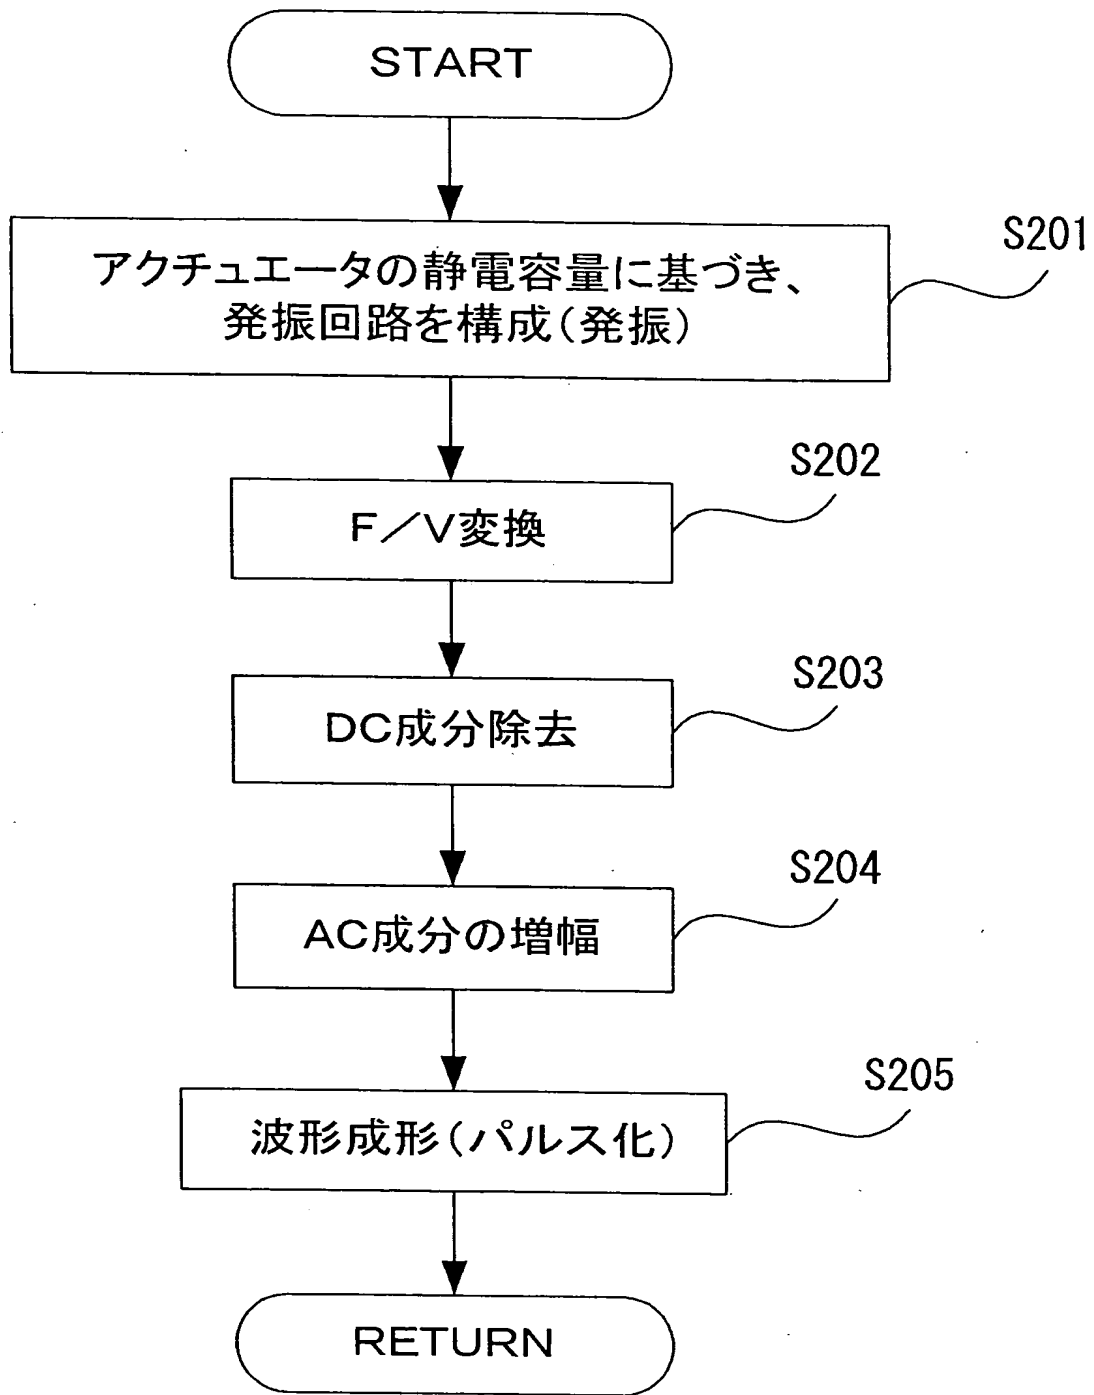 START
S201
アクチュエータの静電容量に基づき、
発振回路を構成(発振)
S202
F/V変換
S203
DC成分除去
S204
AC成分の増幅
S205
波形成形(パルス化)
RETURN